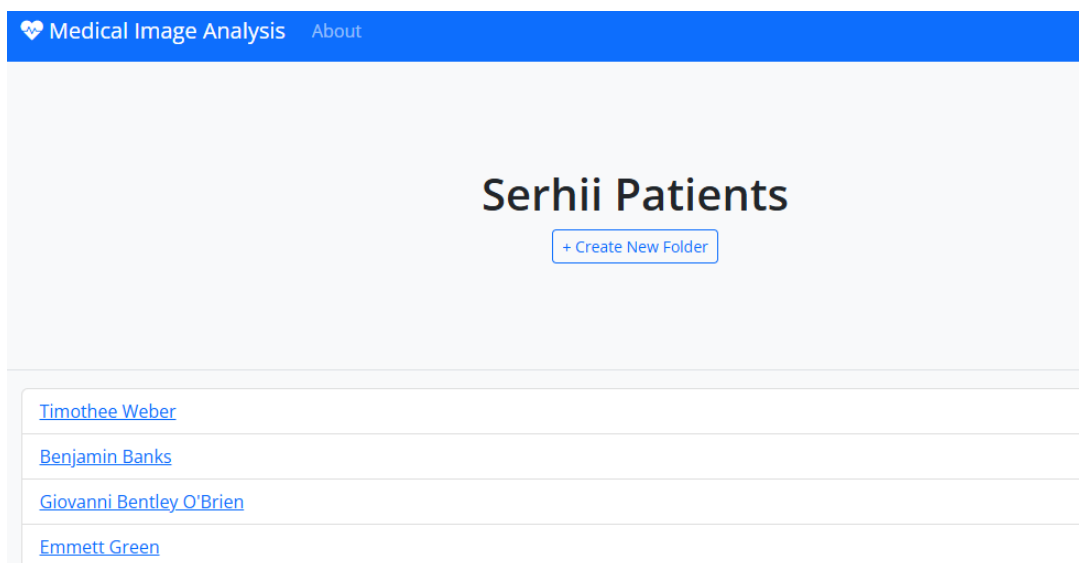 Medical Image Analysis About
Serhii Patients
+ Create New Folder
Timothee Weber
Benjamin Banks
Giovanni Bentley O'Brien
Emmett Green